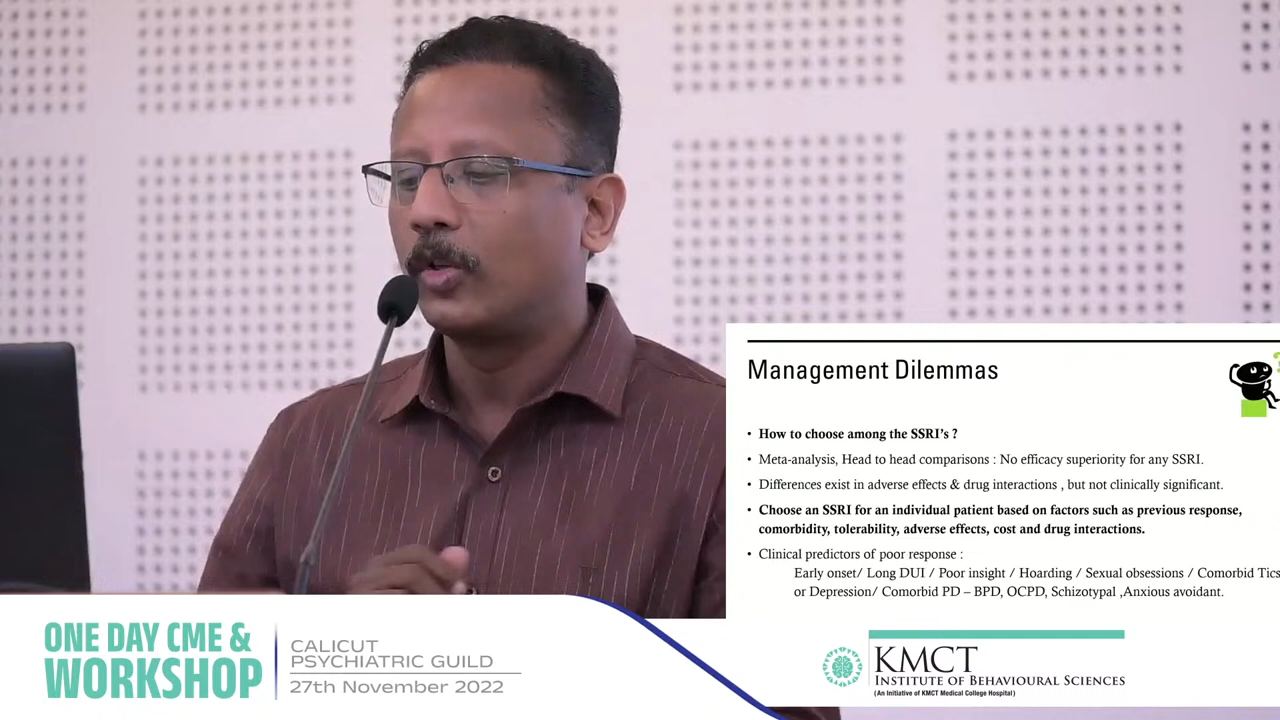 Management Dilemmas
• How to choose among the SSRI's ?
• Meta-analysis, Head to head comparisons : No efficacy superiority for any SSRI.
• Differences exist in adverse effects & drug interactions , but not clinically significant.
• Choose an SSRI for an individual patient based on factors such as previous response,
comorbidity, tolerability, adverse effects, cost and drug interactions.
• Clinical predictors of poor response :
Early onset/ Long DUI / Poor insight / Hoarding / Sexual obsessions / Comorbid Tics
or Depression/ Comorbid PD – BPD, OCPD, Schizotypal ,Anxious avoidant.
ONE DAY CME &
WORKSHOP
CALICUT
PSYCHIATRIC GUILD
27th November 2022
KMCT
INSTITUTE OF BEHAVIOURAL SCIENCES
(An Initiative of KMCT Medical College Hospital)